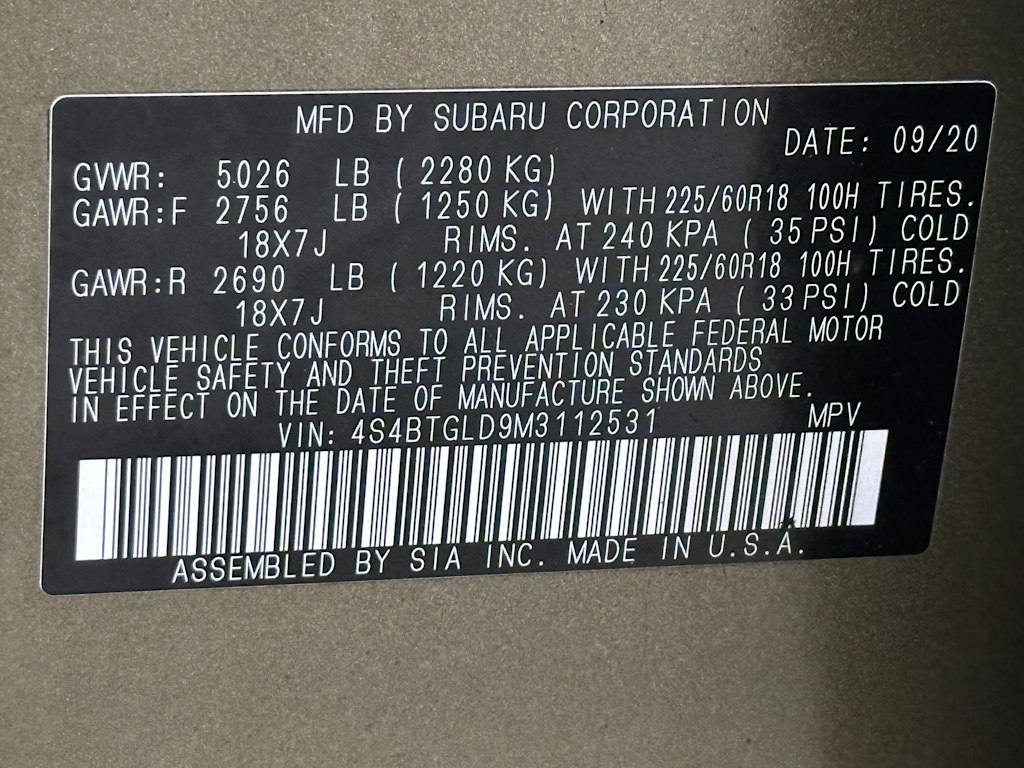 MFD BY SUBARU CORPORATION
DATE: 09/20
GVWR: 5026 LB ( 2280 KG)
GAWR:F 2756 LB ( 1250 KG) WITH 225/60R18 100H TIRES.
18X7J RIMS. AT 240 KPA ( 35 PSI) COLD
GAWR:R 2690 LB ( 1220 KG) WITH 225/60R18 100H TIRES.
18X7J RIMS. AT 230 KPA ( 33 PSI) COLD
THIS VEHICLE CONFORMS TO ALL APPLICABLE FEDERAL MOTOR
VEHICLE SAFETY AND THEFT PREVENTION STANDARDS
IN EFFECT ON THE DATE OF MANUFACTURE SHOWN ABOVE.
VIN: 4S4BTGLD9M3112531 MPV
ASSEMBLED BY SIA INC. MADE IN U.S.A.